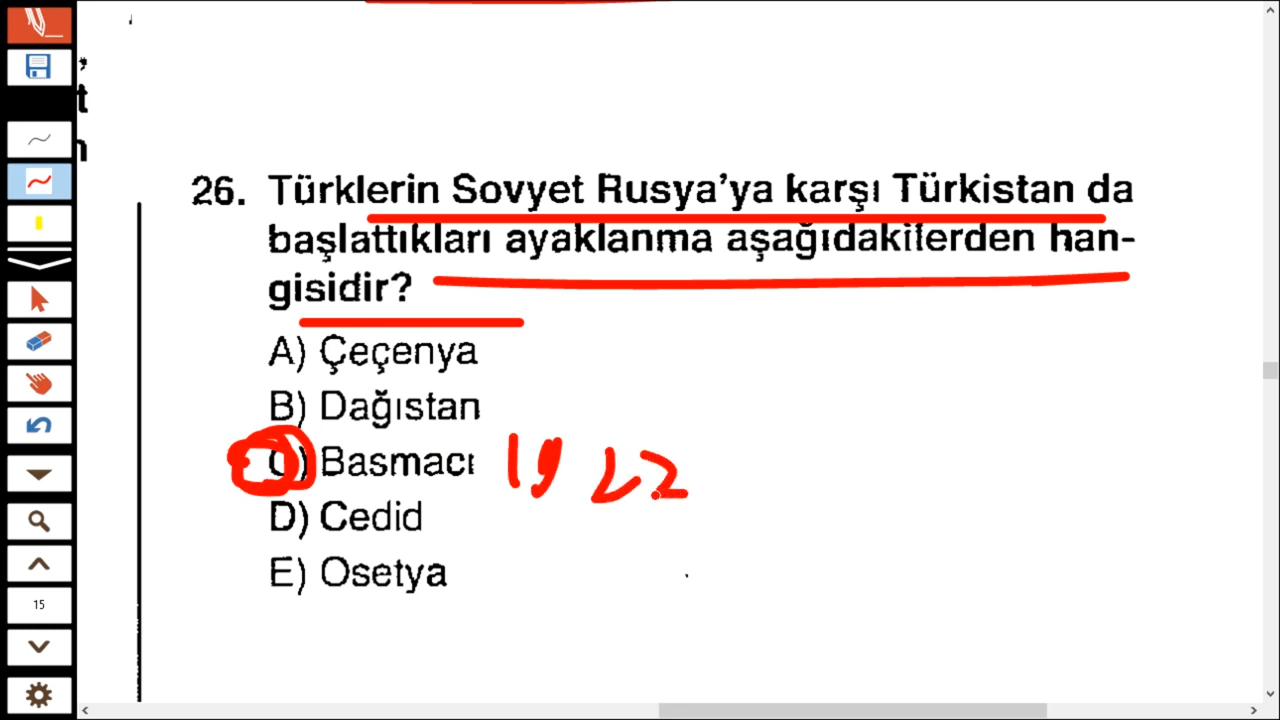 t
n
26. Türklerin Sovyet Rusya'ya karşı Türkistan da
başlattıkları ayaklanma aşağıdakilerden han-
gisidir?
A) Çeçenya
B) Dağıstan
C) Basmacı 1922
D) Cedid
E) Osetya
15